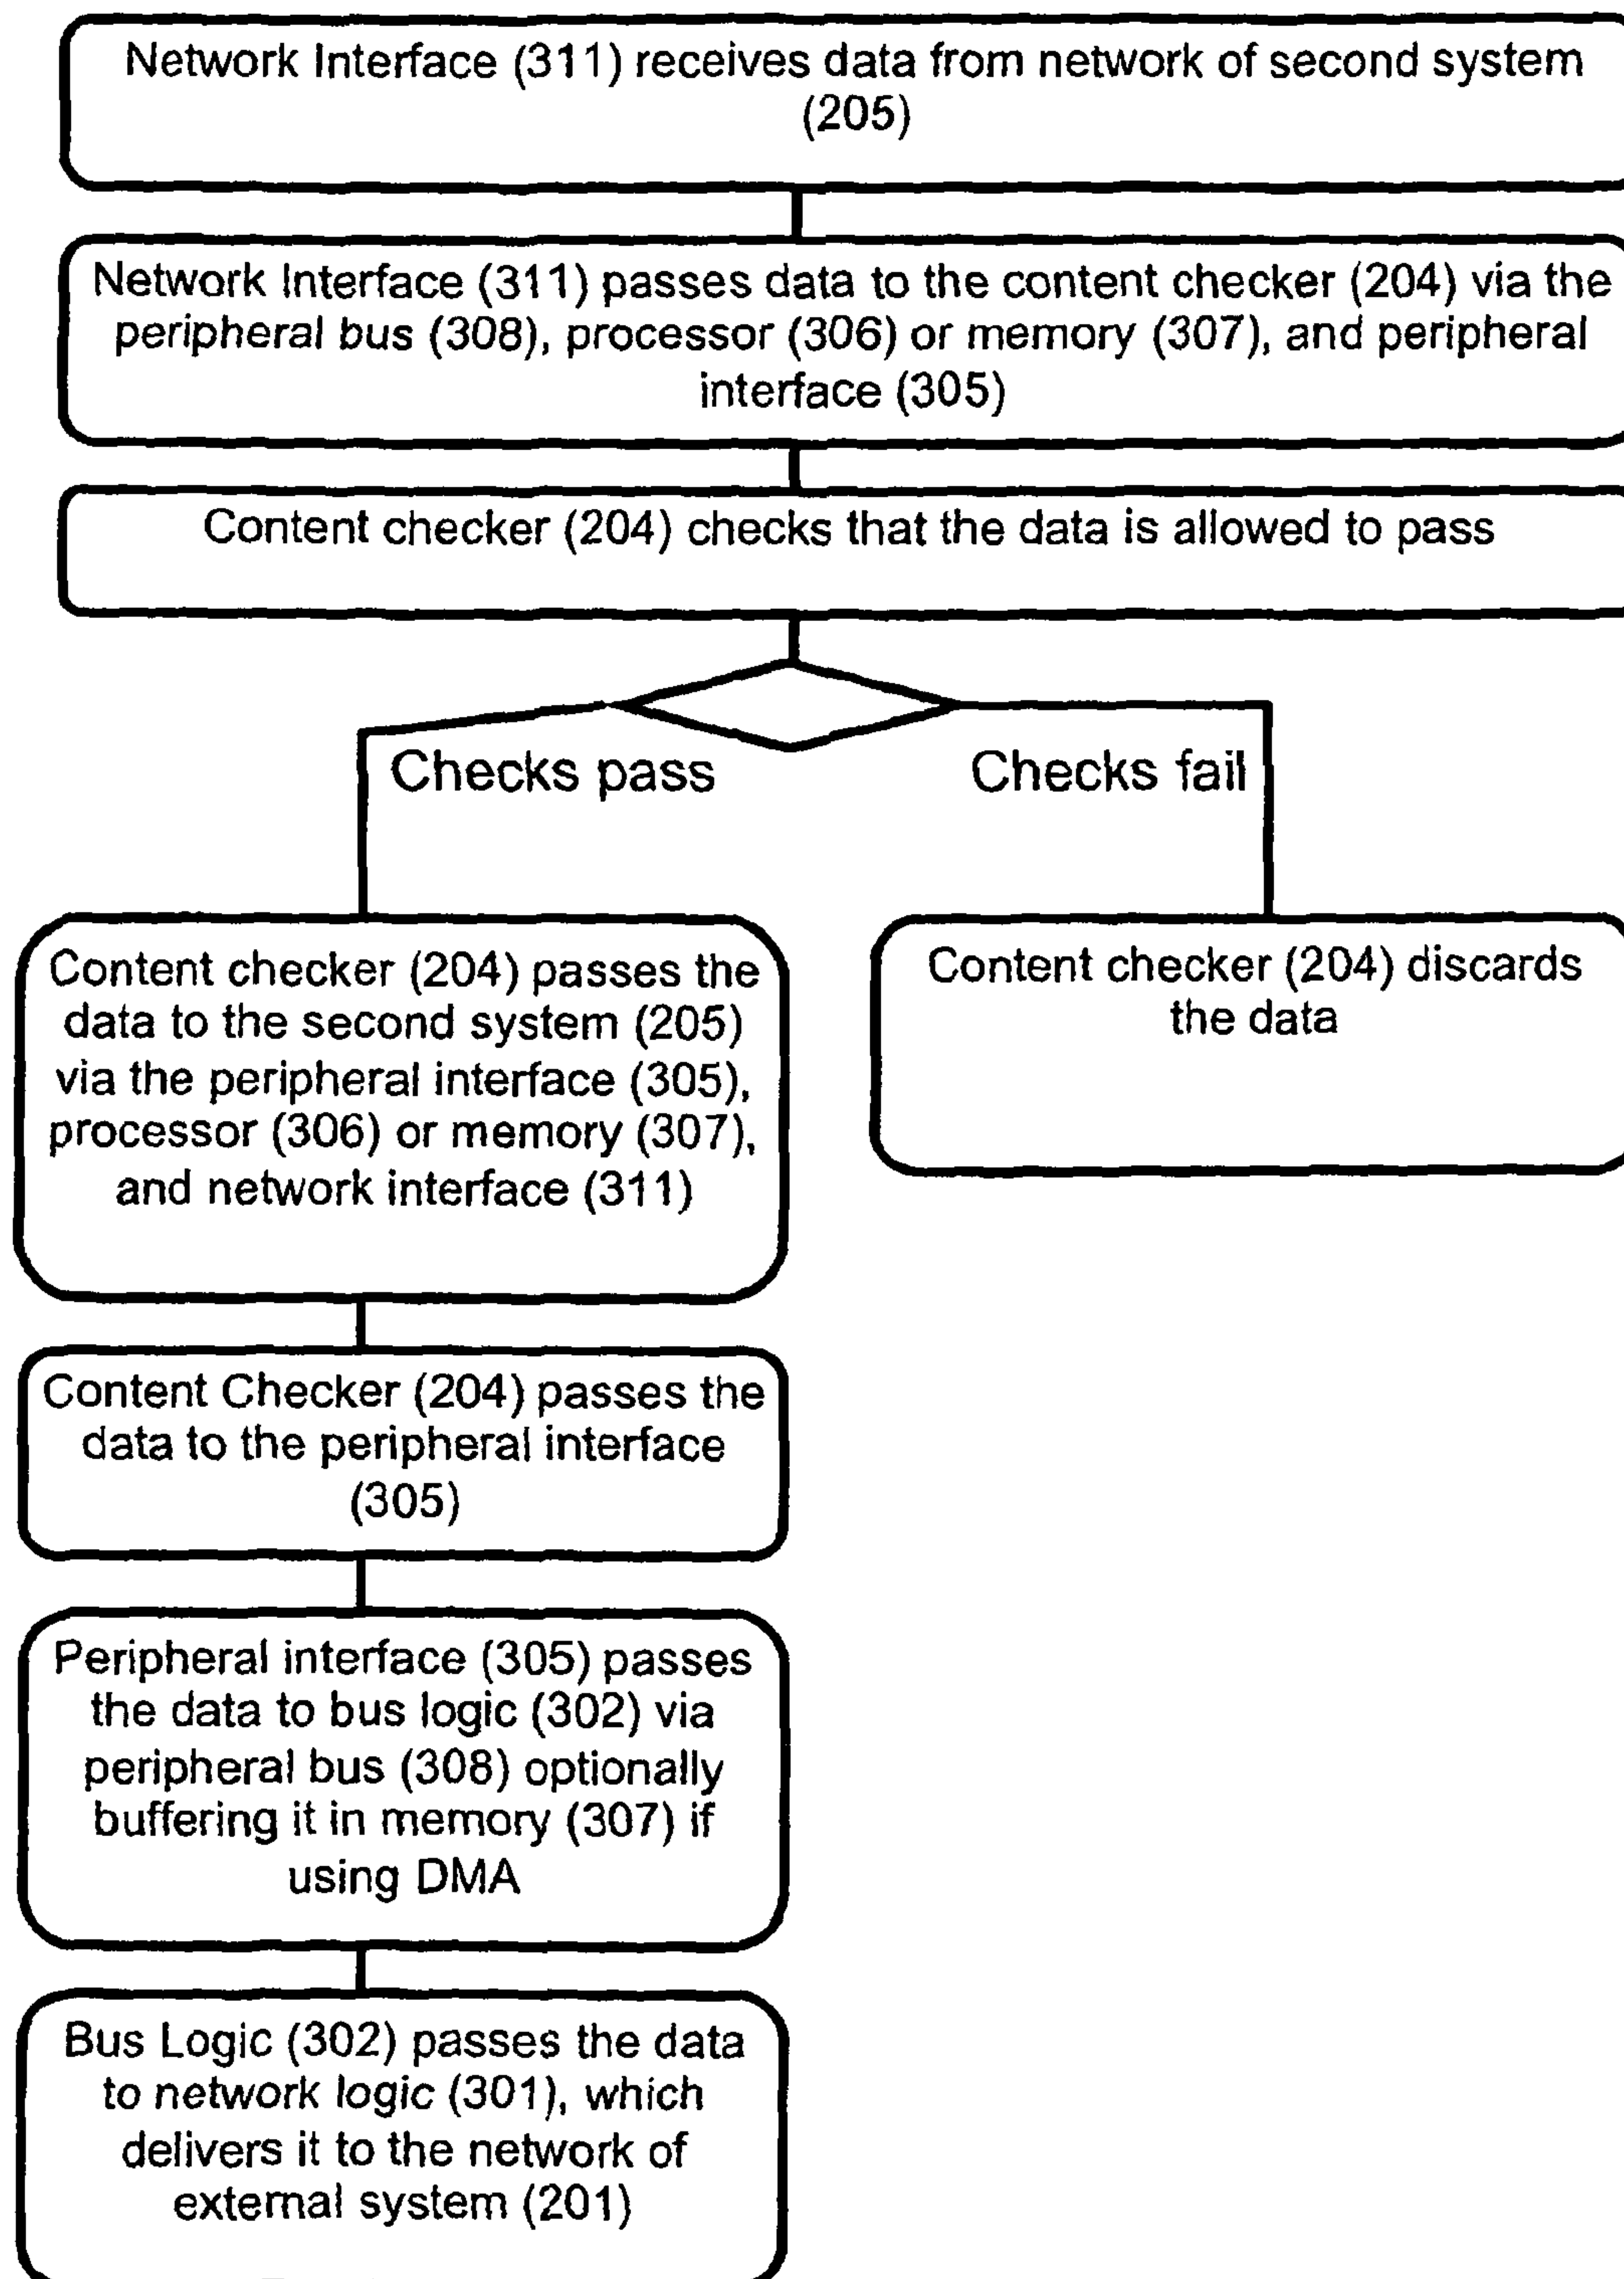 Network Interface (311) receives data from network of second system
(205)
Network Interface (311) passes data to the content checker (204) via the
peripheral bus (308), processor (306) or memory (307), and peripheral
interface (305)
Content checker (204) checks that the data is allowed to pass
Checks pass
Checks fail
Content checker (204) passes the
data to the second system (205)
via the peripheral interface (305),
processor (306) or memory (307),
and network interface (311)
Content checker (204) discards
the data
Content Checker (204) passes the
data to the peripheral interface
(305)
Peripheral interface (305) passes
the data to bus logic (302) via
peripheral bus (308) optionally
buffering it in memory (307) if
using DMA
Bus Logic (302) passes the data
to network logic (301), which
delivers it to the network of
external system (201)